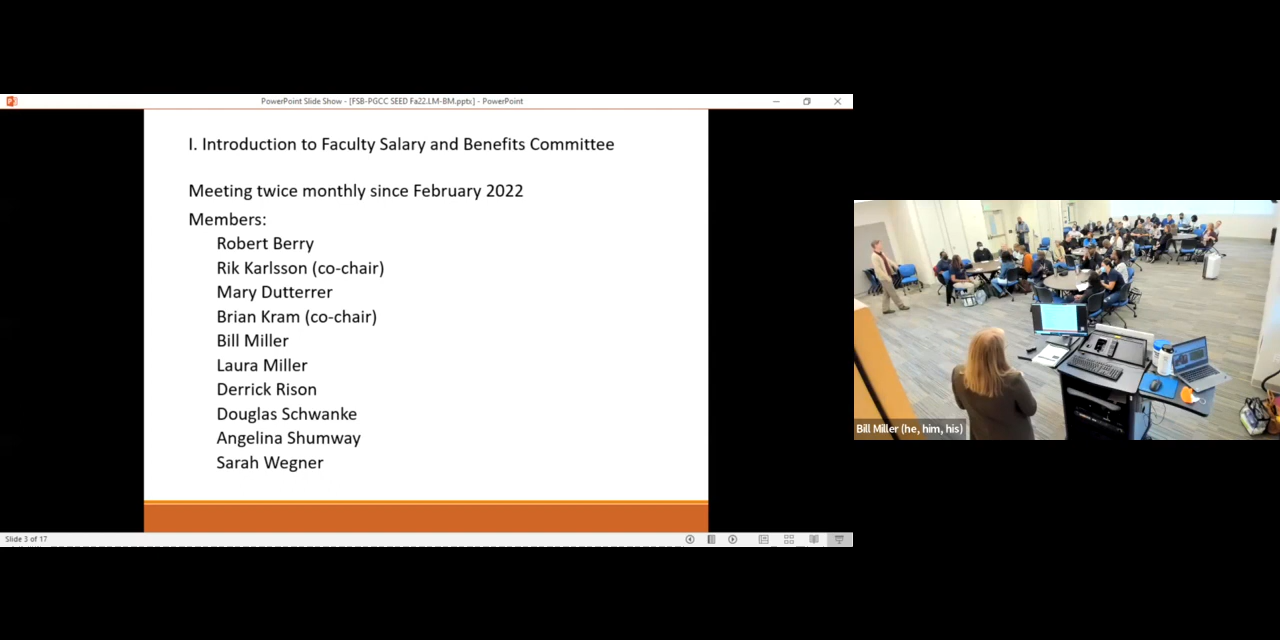 PowerPoint Slide Show - [FSB-PGCC SEED Fa22.LM-BM.pptx] - PowerPoint
I. Introduction to Faculty Salary and Benefits Committee
Meeting twice monthly since February 2022
Members:
Robert Berry
Rik Karlsson (co-chair)
Mary Dutterrer
Brian Kram (co-chair)
Bill Miller
Laura Miller
Derrick Rison
Douglas Schwanke
Angelina Shumway
Sarah Wegner
Slide 3 of 17
Bill Miller (he, him, his)